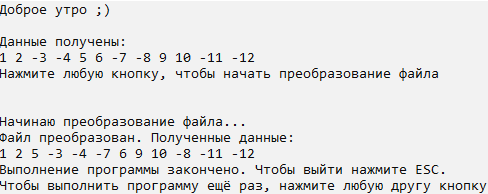 Доброе утро ;)
Данные получены:
1 2 -3 -4 5 6 -7 -8 9 10 -11 -12
Нажмите любую кнопку, чтобы начать преобразование файла
Начинаю преобразование файла...
Файл преобразован. Полученные данные:
1 2 5 -3 -4 -7 6 9 10 -8 -11 -12
Выполнение программы закончено. Чтобы выйти нажмите ESC.
Чтобы выполнить программу ещё раз, нажмите любую другую кнопку